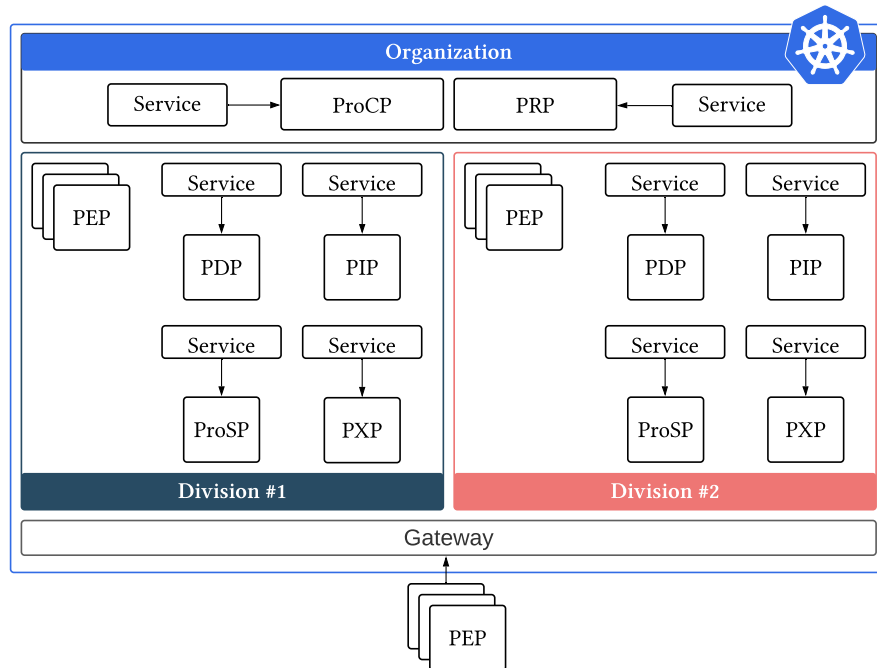 Organization
Service
ProCP
PRP
Service
PEP
Service
Service
PDP
PIP
Service
Service
ProSP
PXP
Division #1
PEP
Service
Service
PDP
PIP
Service
Service
ProSP
PXP
Division #2
Gateway
PEP